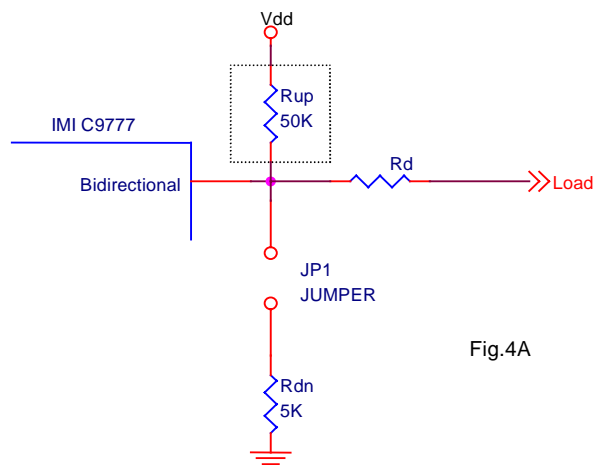 Vdd
Rup
50K
IMI C9777
Bidirectional
Rd
Load
JP1
JUMPER
Fig.4A
Rdn
5K